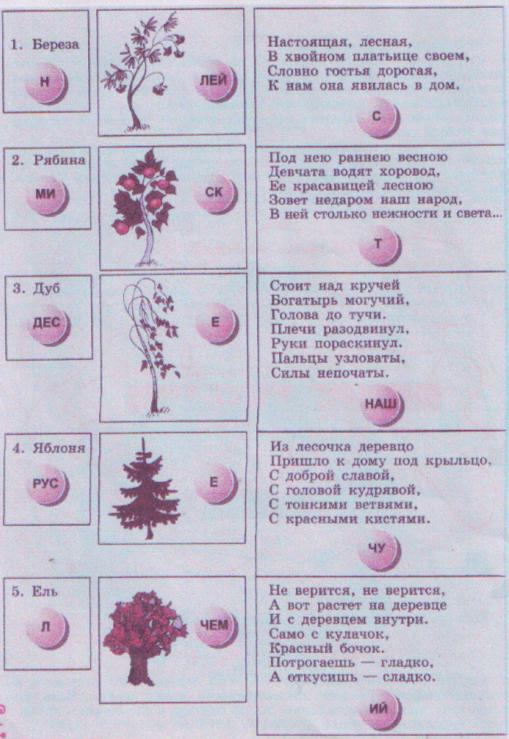 1. Береза
Н
ЛЕЙ
Настоящая, лесная,
В хвойном платьице своем,
Словно гостья дорогая,
К нам она явилась в дом.
С
2. Рябина
МИ
СК
Под нею раннею весною
Девчата водят хоровод,
Ее красавицей лесною
Зовет недаром наш народ,
В ней столько нежности и света...
Т
3. Дуб
ДЕС
Е
Стоит над кручей
Богатырь могучий,
Голова до тучи.
Плечи разодвинул,
Руки пораскинул.
Пальцы узловаты,
Силы непочаты.
НАШ
4. Яблоня
РУС
Е
Из лесочка деревцо
Пришло к дому под крыльцо,
С доброй славой,
С головой кудрявой,
С тонкими ветвями,
С красными кистями.
ЧУ
5. Ель
Л
ЧЕМ
Не верится, не верится,
А вот растет на деревце
И с деревцем внутри.
Само с кулачок,
Красный бочок.
Потрогаешь — гладко,
А откусишь — сладко.
ИЙ